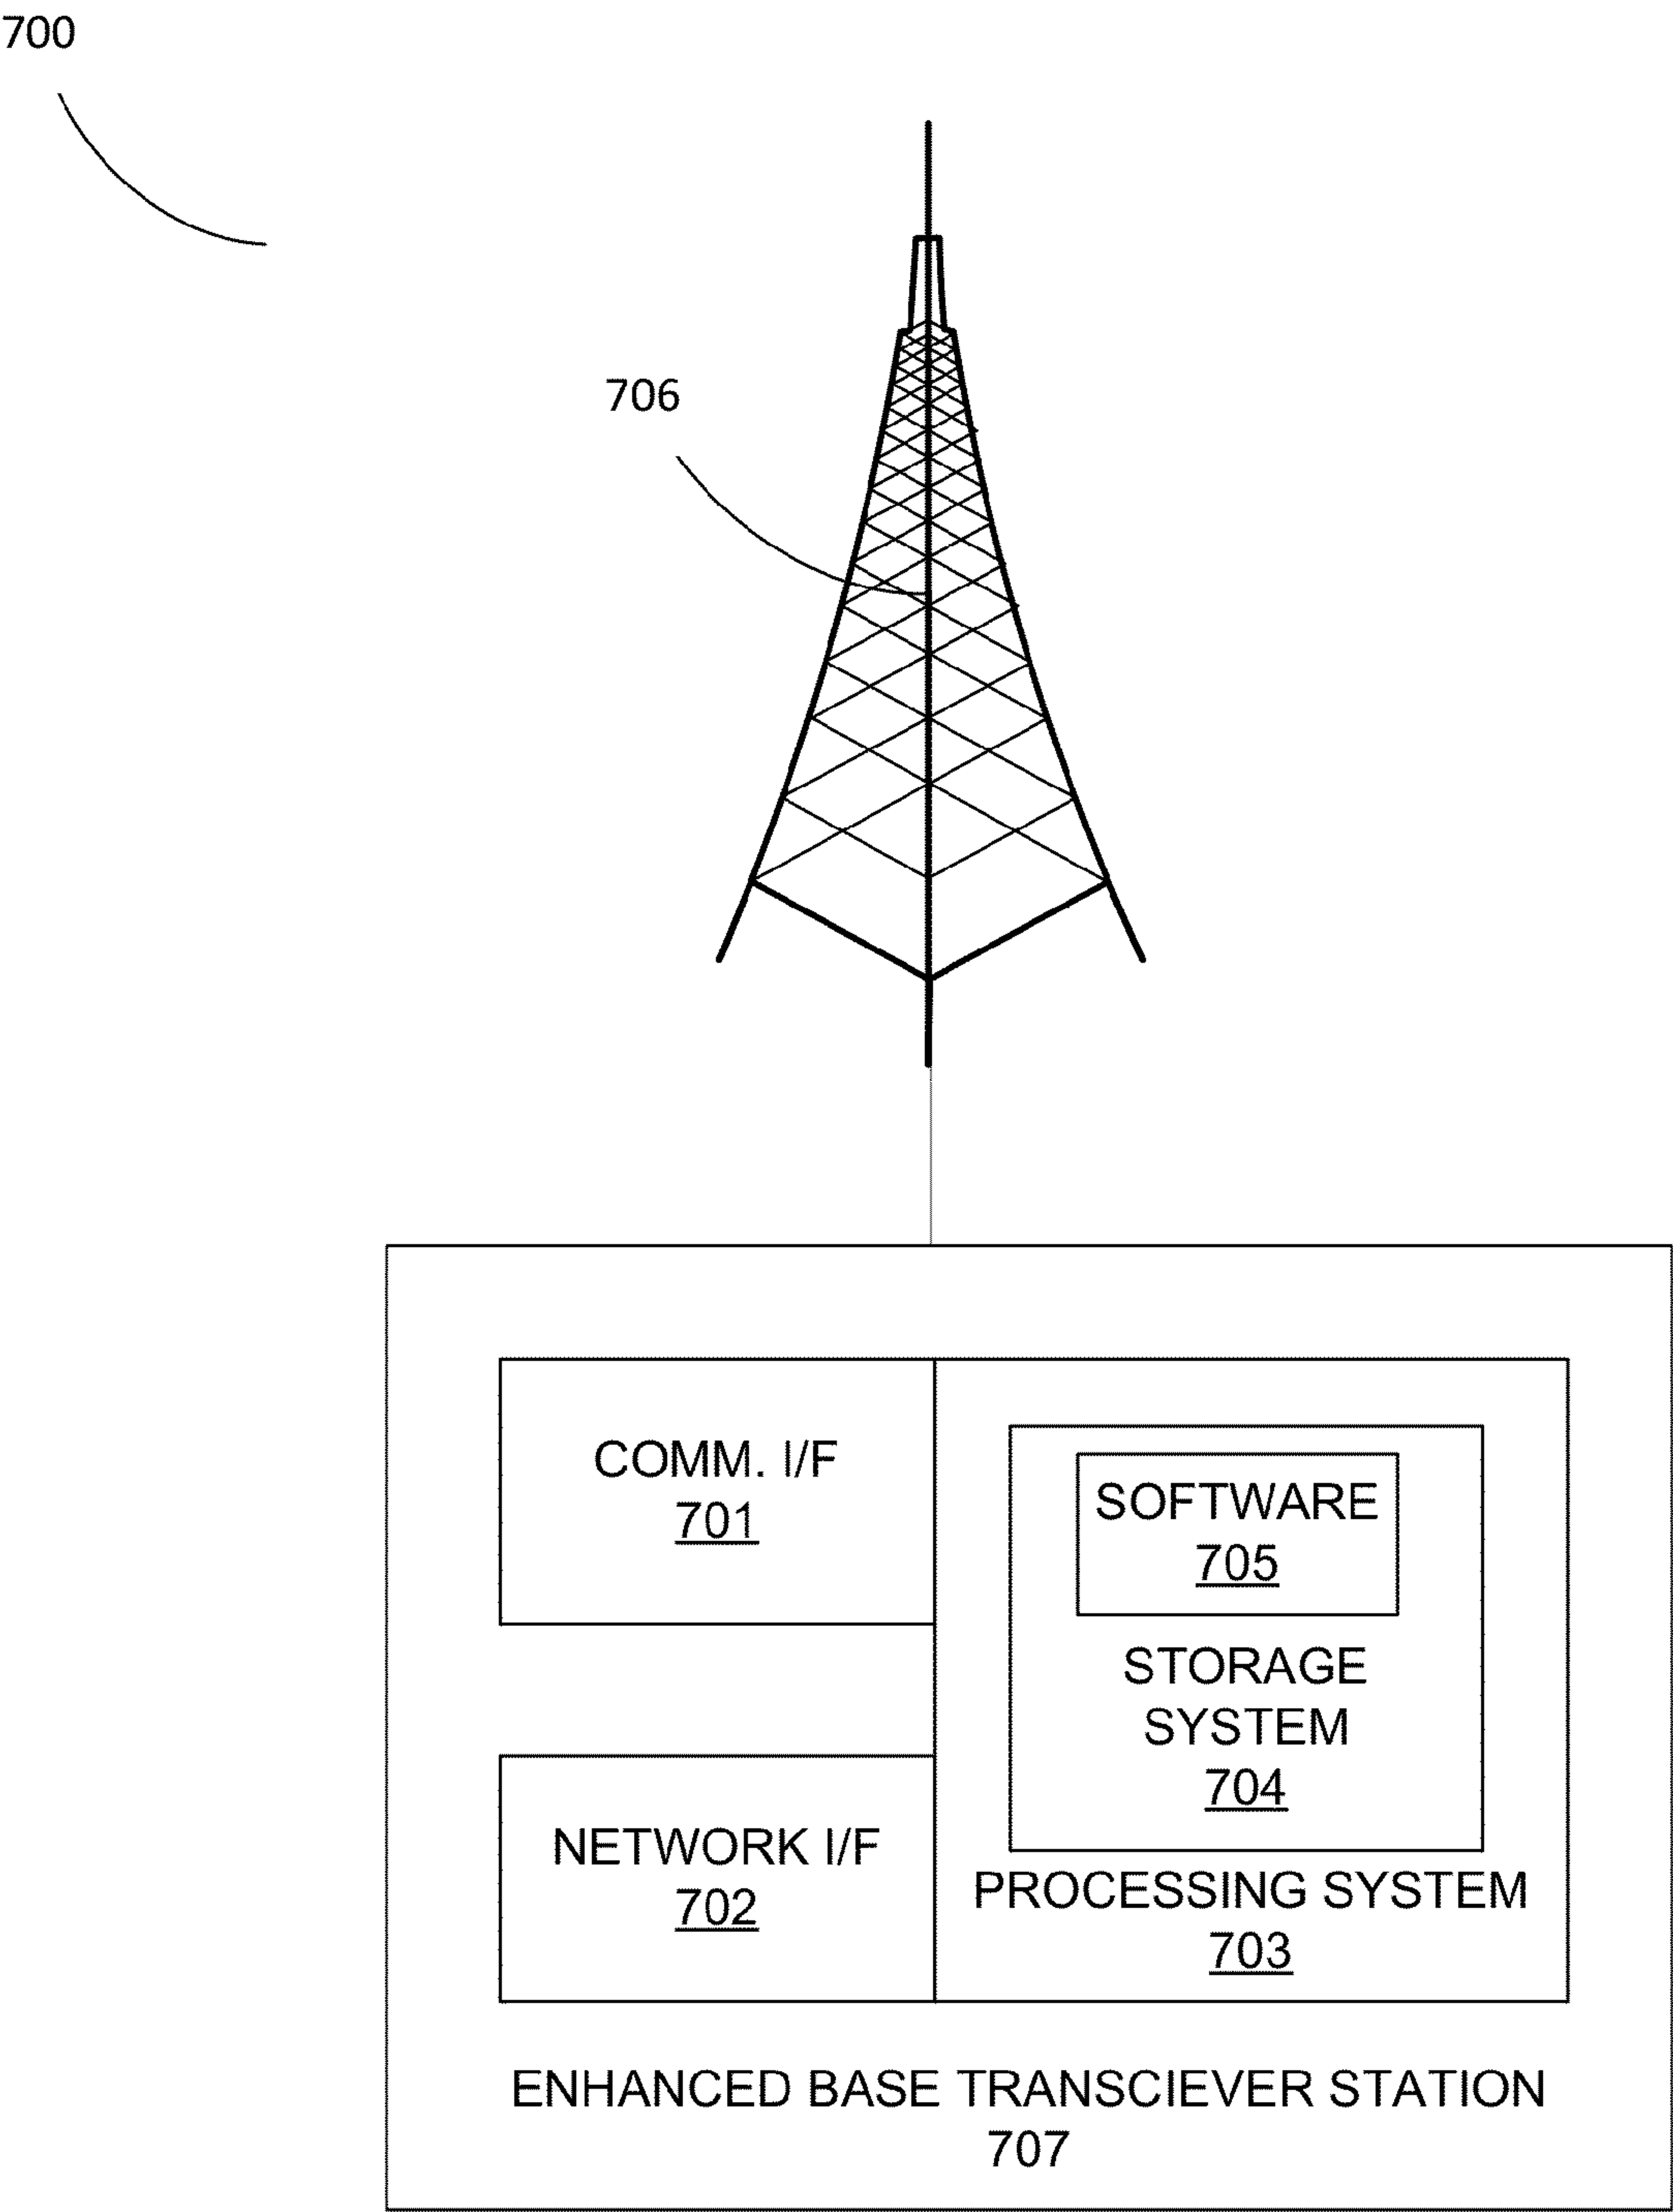 700
706
COMM. I/F
701
SOFTWARE
705
STORAGE
SYSTEM
704
NETWORK I/F
702
PROCESSING SYSTEM
703
ENHANCED BASE TRANSCIEVER STATION
707